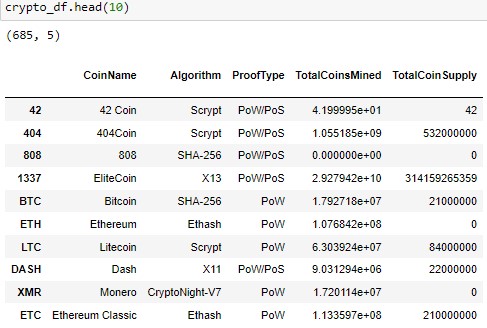 crypto_df.head(10)
(685, 5)
CoinName Algorithm ProofType TotalCoinsMined TotalCoinSupply
42 42 Coin Scrypt PoW/PoS 4.199995e+01 42
404 404Coin Scrypt PoW/PoS 1.055185e+09 532000000
808 808 SHA-256 PoW/PoS 0.000000e+00 0
1337 EliteCoin X13 PoW/PoS 2.927942e+10 314159265359
BTC Bitcoin SHA-256 PoW 1.792718e+07 21000000
ETH Ethereum Ethash PoW 1.076842e+08 0
LTC Litecoin Scrypt PoW 6.303924e+07 84000000
DASH Dash X11 PoW/PoS 9.031294e+06 22000000
XMR Monero CryptoNight-V7 PoW 1.720114e+07 0
ETC Ethereum Classic Ethash PoW 1.133597e+08 210000000